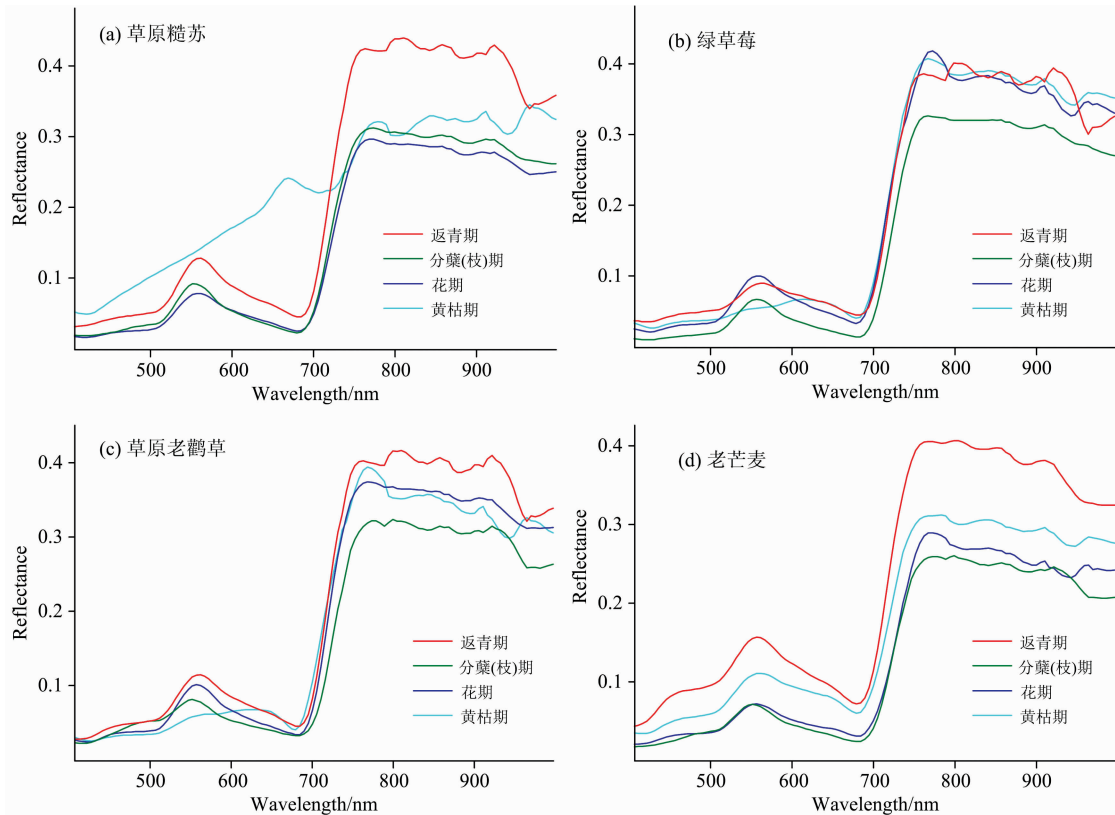 (a) 草原糙苏
Reflectance
0.4
0.3
0.2
0.1
返青期
分蘖(枝)期
花期
黄枯期
500 600 700 800 900
Wavelength/nm
(b) 绿草莓
Reflectance
0.4
0.3
0.2
0.1
返青期
分蘖(枝)期
花期
黄枯期
500 600 700 800 900
Wavelength/nm
(c) 草原老鹳草
Reflectance
0.4
0.3
0.2
0.1
返青期
分蘖(枝)期
花期
黄枯期
500 600 700 800 900
Wavelength/nm
(d) 老芒麦
Reflectance
0.4
0.3
0.2
0.1
返青期
分蘖(枝)期
花期
黄枯期
500 600 700 800 900
Wavelength/nm